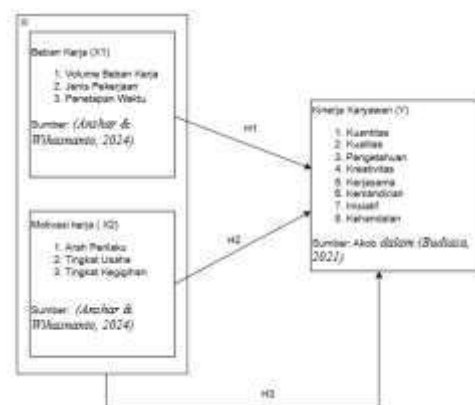 Beban Kerja (X1)
1. Volume Beban Kerja
2. Jenis Pekerjaan
3. Penetapan Waktu
Sumber: (Anshar &
Wihasmanto, 2024)
H1
Motivasi kerja ( X2)
1. Arah Perilaku
2. Tingkat Usaha
3. Tingkat Kegigihan
Sumber: (Anshar &
Wihasmanto, 2024)
H2
Kinerja Karyawan (Y)
1. Kuantitas
2. Kualitas
3. Pengetahuan
4. Kreativitas
5. Kerjasama
6. Kemandirian
7. Inisiatif
8. Kehandalan
Sumber: Akob dalam (Budiasa,
2021)
H3